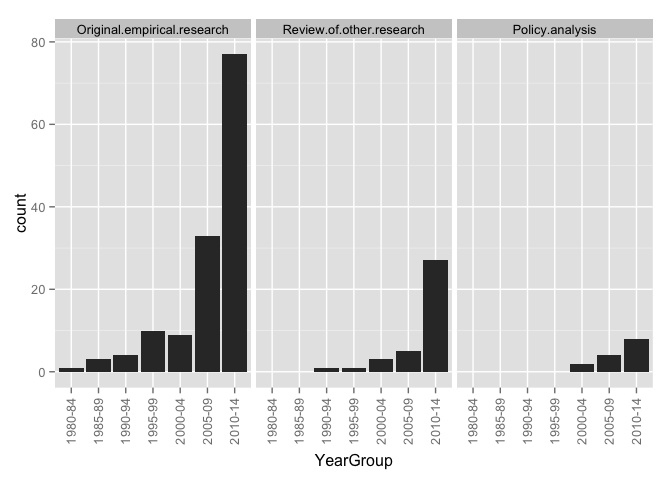 Original.empirical.research Review.of.other.research Policy.analysis
80
60
40
20
0
count
1980-84 1985-89 1990-94 1995-99 2000-04 2005-09 2010-14 1980-84 1985-89 1990-94 1995-99 2000-04 2005-09 2010-14 1980-84 1985-89 1990-94 1995-99 2000-04 2005-09 2010-14
YearGroup